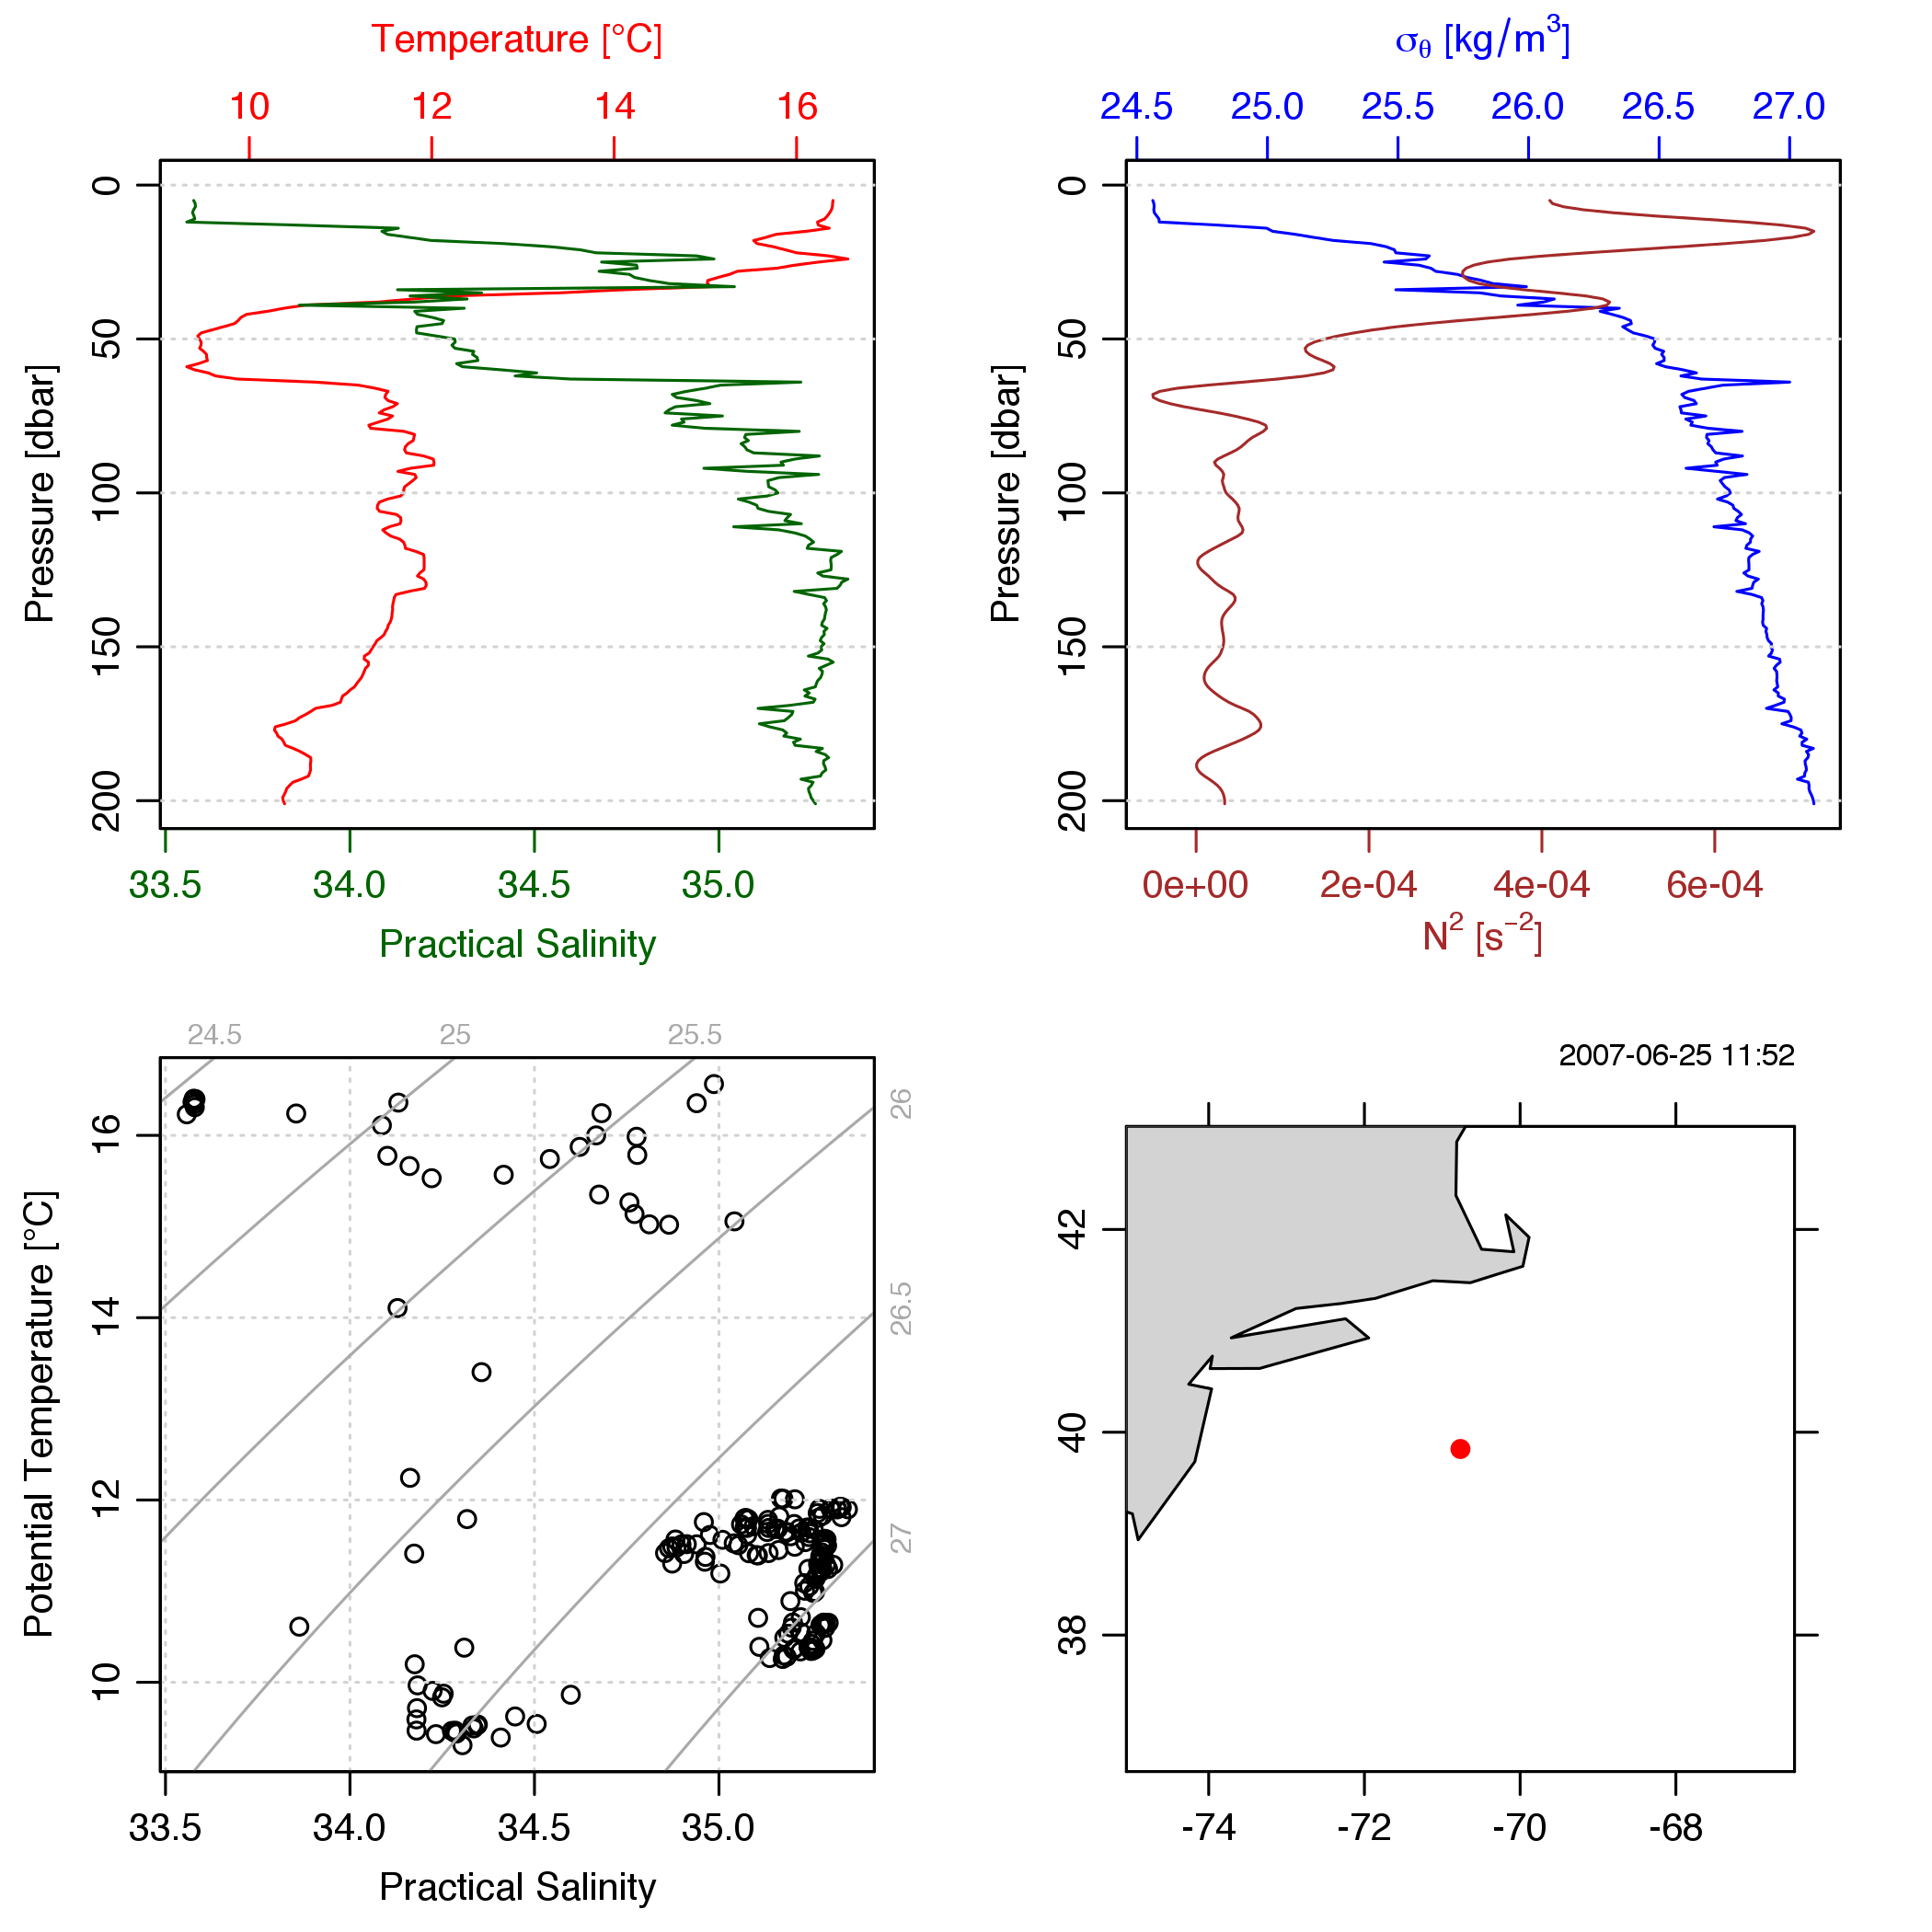 Temperature [°C]
10 12 14 16
0
50
100
150
200
Pressure [dbar]
33.5 34.0 34.5 35.0
Practical Salinity
σθ [kg/m³]
24.5 25.0 25.5 26.0 26.5 27.0
0
50
100
150
200
Pressure [dbar]
0e+00 2e-04 4e-04 6e-04
N² [s⁻²]
24.5 25 25.5
26
26.5
27
16
14
12
10
Potential Temperature [°C]
33.5 34.0 34.5 35.0
Practical Salinity
2007-06-25 11:52
42
40
38
-74 -72 -70 -68